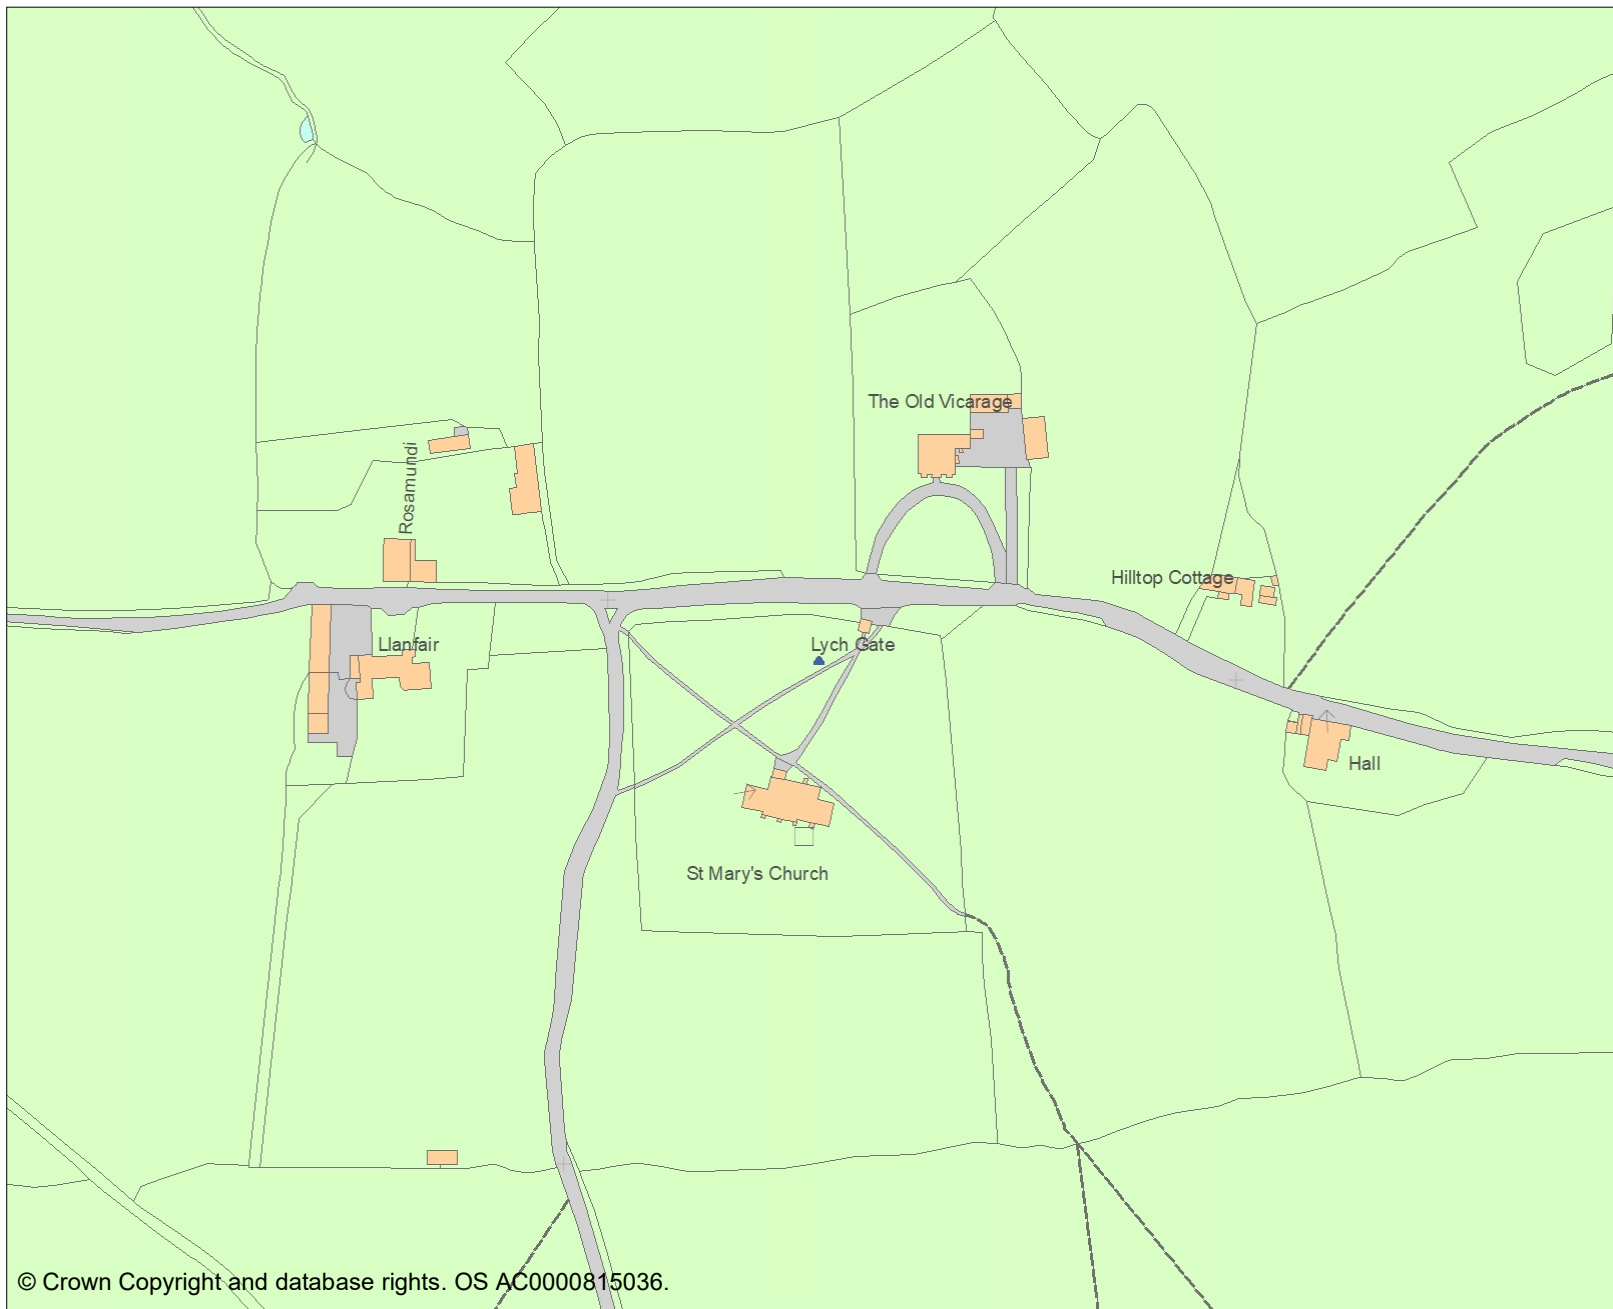 The Old Vicarage
Rosamundi
Hilltop Cottage
Llanfair
Lych Gate
Hall
St Mary's Church
© Crown Copyright and database rights. OS AC0000815036.